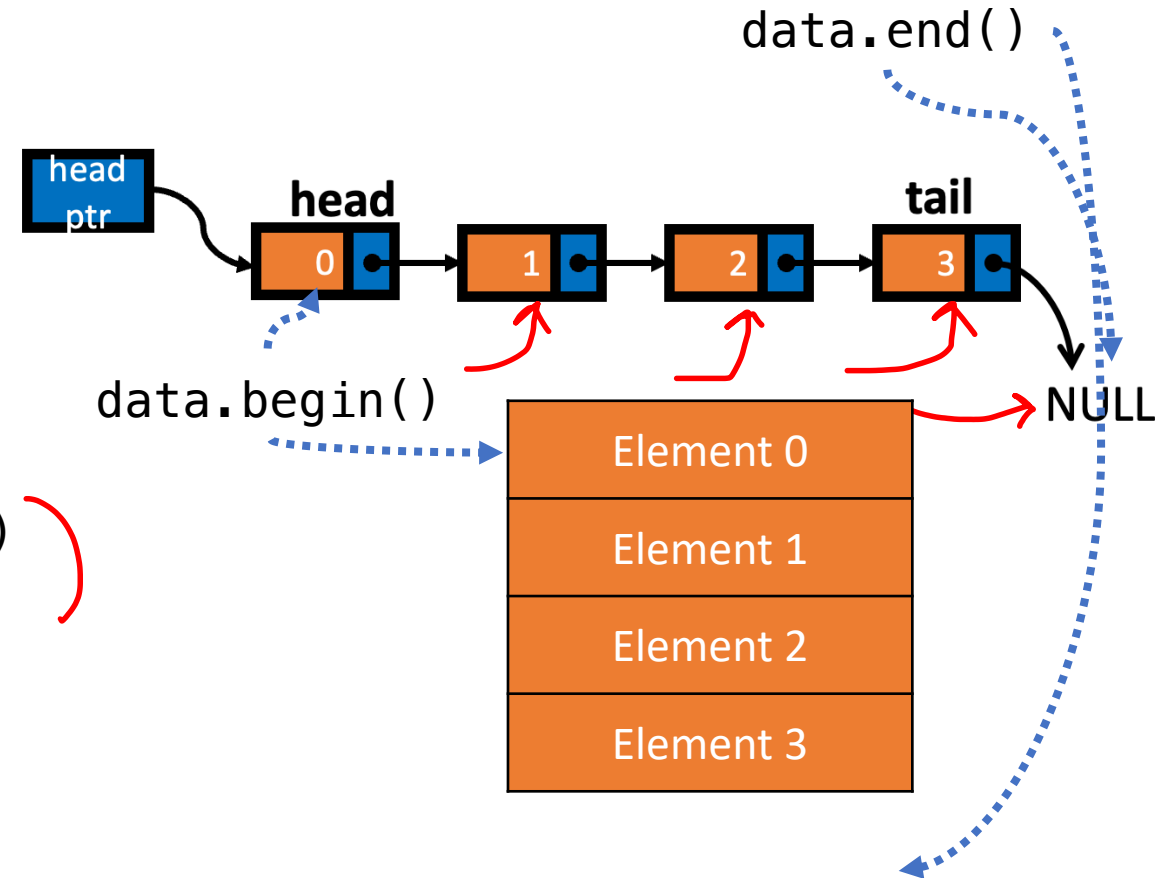 data.end()
head
ptr
head
tail
0
1
2
3
data.begin()
NULL
Element 0
)
Element 1
Element 2
Element 3